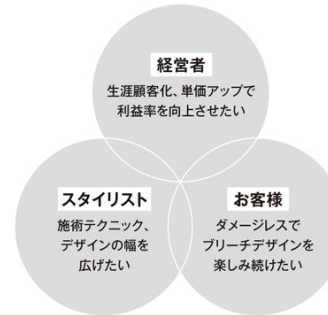 経営者
生涯顧客化、単価アップで
利益率を向上させたい
スタイリスト
施術テクニック、
デザインの幅を
広げたい
お客様
ダメージレスで
ブリーチデザインを
楽しみ続けたい